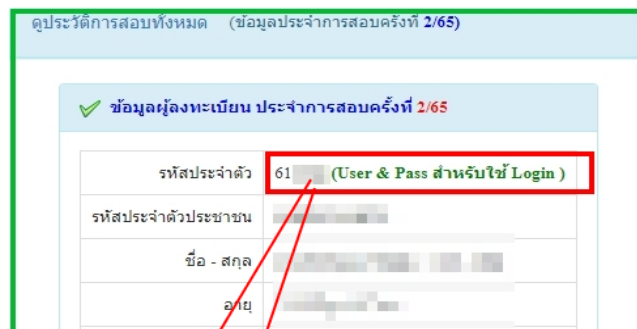 ดูประวัติการสอบทั้งหมด (ข้อมูลประจำการสอบครั้งที่ 2/65)
ข้อมูลผู้ลงทะเบียน ประจำการสอบครั้งที่ 2/65
รหัสประจำตัว 61 (User & Pass สำหรับใช้ Login )
รหัสประจำตัวประชาชน
ชื่อ - สกุล
อายุ